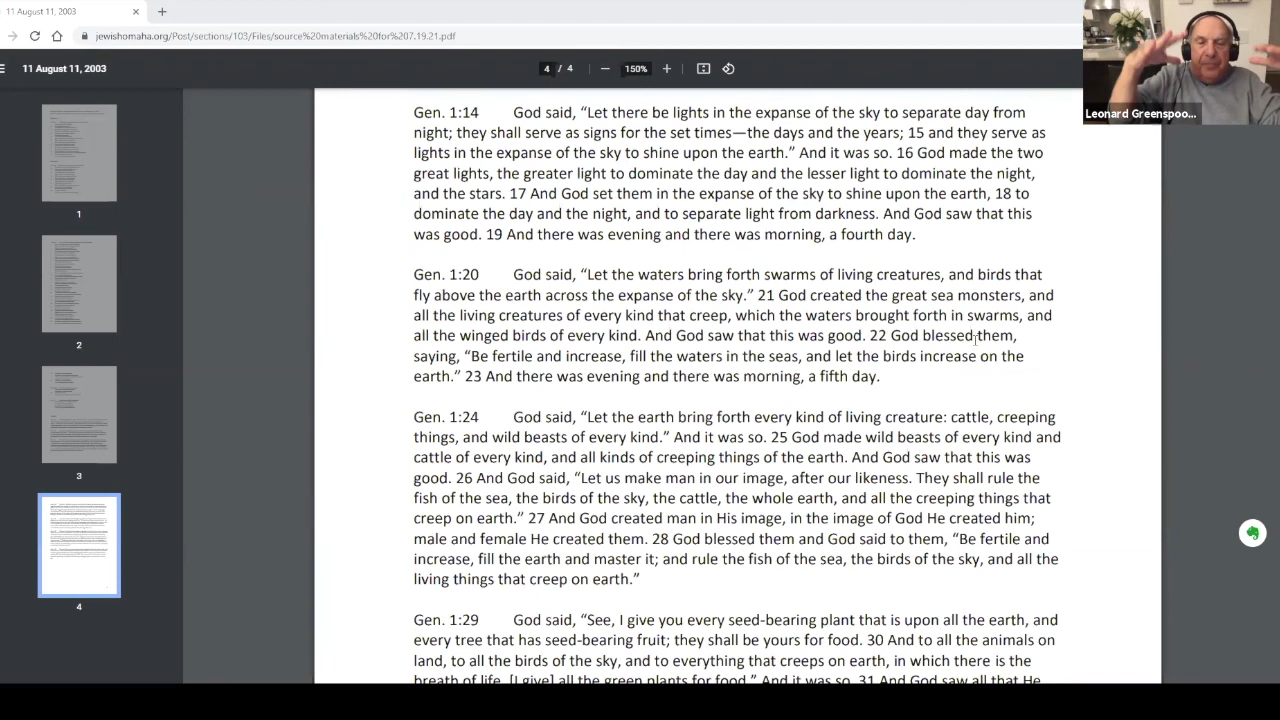 11 August 11, 2003
jewishomaha.org/Post/sections/103/Files/source%20materials%20for%207.19.21.pdf
11 August 11, 2003
4 / 4
150%
Leonard Greenspoo...
1
2
3
4
Gen. 1:14 God said, “Let there be lights in the expanse of the sky to separate day from
night; they shall serve as signs for the set times—the days and the years; 15 and they serve as
lights in the expanse of the sky to shine upon the earth.” And it was so. 16 God made the two
great lights, the greater light to dominate the day and the lesser light to dominate the night,
and the stars. 17 And God set them in the expanse of the sky to shine upon the earth, 18 to
dominate the day and the night, and to separate light from darkness. And God saw that this
was good. 19 And there was evening and there was morning, a fourth day.
Gen. 1:20 God said, “Let the waters bring forth swarms of living creatures, and birds that
fly above the earth across the expanse of the sky.” 21 God created the great sea monsters, and
all the living creatures of every kind that creep, which the waters brought forth in swarms, and
all the winged birds of every kind. And God saw that this was good. 22 God blessed them,
saying, “Be fertile and increase, fill the waters in the seas, and let the birds increase on the
earth.” 23 And there was evening and there was morning, a fifth day.
Gen. 1:24 God said, “Let the earth bring forth every kind of living creature: cattle, creeping
things, and wild beasts of every kind.” And it was so. 25 God made wild beasts of every kind and
cattle of every kind, and all kinds of creeping things of the earth. And God saw that this was
good. 26 And God said, “Let us make man in our image, after our likeness. They shall rule the
fish of the sea, the birds of the sky, the cattle, the whole earth, and all the creeping things that
creep on earth.” 27 And God created man in His image, in the image of God He created him;
male and female He created them. 28 God blessed them and God said to them, “Be fertile and
increase, fill the earth and master it; and rule the fish of the sea, the birds of the sky, and all the
living things that creep on earth.”
Gen. 1:29 God said, “See, I give you every seed-bearing plant that is upon all the earth, and
every tree that has seed-bearing fruit; they shall be yours for food. 30 And to all the animals on
land, to all the birds of the sky, and to everything that creeps on earth, in which there is the
breath of life, [I give] all the green plants for food.” And it was so. 31 And God saw all that He